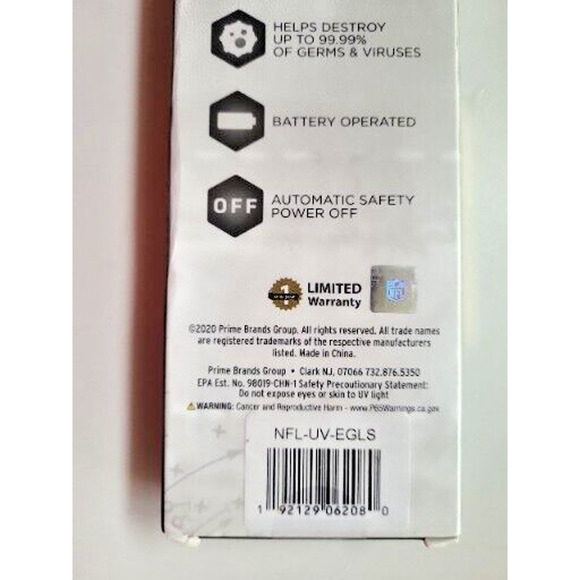 HELPS DESTROY
UP TO 99.99%
OF GERMS & VIRUSES
BATTERY OPERATED
OFF
AUTOMATIC SAFETY
POWER OFF
1
LIMITED
Warranty
NFL
©2020 Prime Brands Group. All rights reserved. All trade names
are registered trademarks of the respective manufacturers
listed. Made in China.
Prime Brands Group • Clark NJ, 07066 732.876.5350
EPA Est. No. 98019-CHN-1 Safety Precautionary Statement:
Do not expose eyes or skin to UV light
⚠WARNING: Cancer and Reproductive Harm - www.P65Warnings.ca.gov
NFL-UV-EGLS
1 92129 06208 0